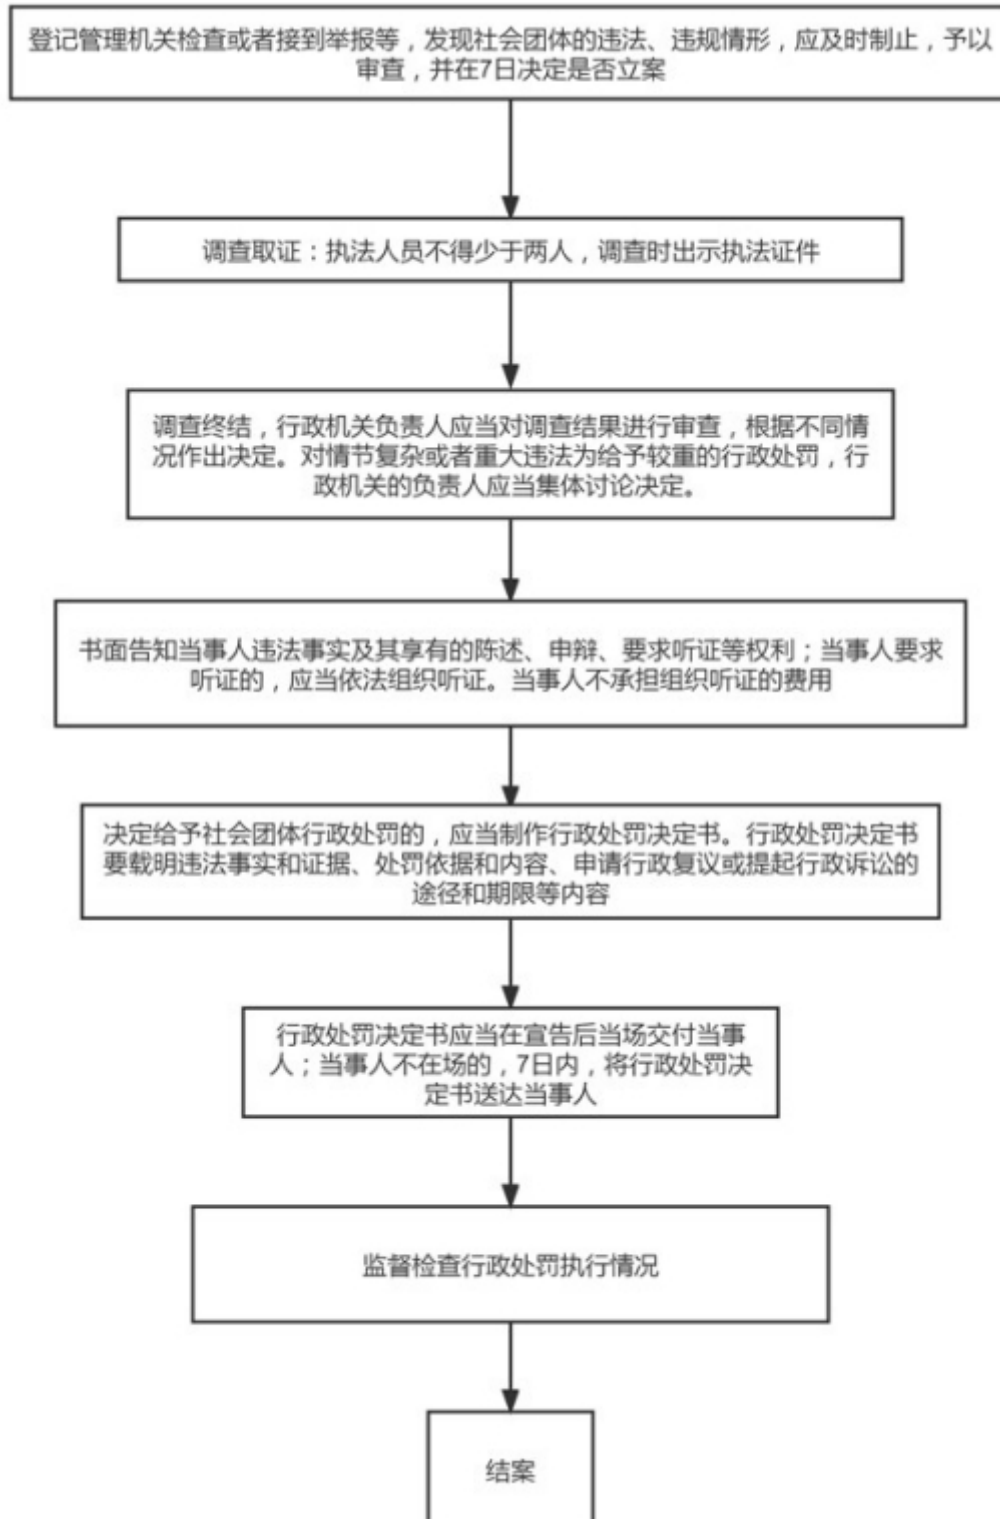 登记管理机关检查或者接到举报等，发现社会团体的违法、违规情形，应及时制止，予以
审查，并在7日决定是否立案
调查取证：执法人员不得少于两人，调查时出示执法证件
调查终结，行政机关负责人应当对调查结果进行审查，根据不同情
况作出决定。对情节复杂或者重大违法为给予较重的行政处罚，行
政机关的负责人应当集体讨论决定。
书面告知当事人违法事实及其享有的陈述、申辩、要求听证等权利；当事人要求
听证的，应当依法组织听证。当事人不承担组织听证的费用
决定给予社会团体行政处罚的，应当制作行政处罚决定书。行政处罚决定书
要载明违法事实和证据、处罚依据和内容、申请行政复议或提起行政诉讼的
途径和期限等内容
行政处罚决定书应当在宣告后当场交付当事
人；当事人不在场的，7日内，将行政处罚决
定书送达当事人
监督检查行政处罚执行情况
结案